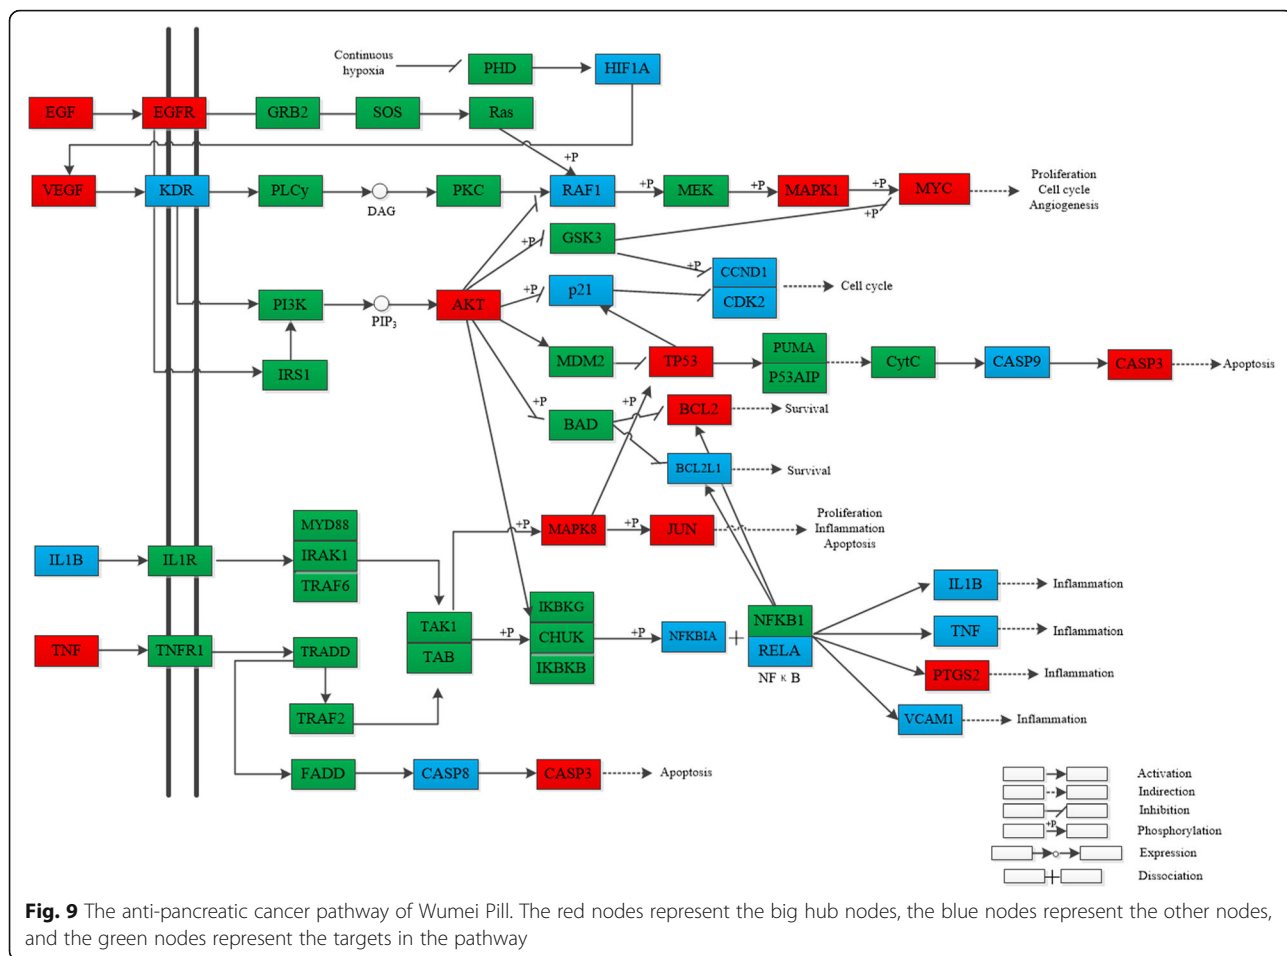 Continuous
hypoxia
PHD
HIF1A
EGF
EGFR
GRB2
SOS
Ras
+P
VEGF
KDR
PLCy
DAG
PKC
RAF1
+P
MEK
+P
MAPK1
+P
MYC
+P
Proliferation
Cell cycle
Angiogenesis
+P
GSK3
+P
CCND1
CDK2
Cell cycle
PI3K
PIP3
AKT
+P
p21
IRS1
MDM2
TP53
PUMA
P53AIP
CytC
CASP9
CASP3
Apoptosis
+P
BAD
+P
BCL2
Survival
BCL2L1
Survival
MYD88
IRAK1
TRAF6
+P
MAPK8
+P
JUN
Proliferation
Inflammation
Apoptosis
IL1B
IL1R
TAK1
TAB
+P
IKBKG
CHUK
IKBKB
+P
NFKBIA
NFKB1
RELA
NF κ B
IL1B
Inflammation
TNF
Inflammation
PTGS2
Inflammation
VCAM1
Inflammation
TNF
TNFR1
TRADD
TRAF2
FADD
CASP8
CASP3
Apoptosis
Activation
Indirection
Inhibition
+P
Phosphorylation
Expression
Dissociation
Fig. 9 The anti-pancreatic cancer pathway of Wumei Pill. The red nodes represent the big hub nodes, the blue nodes represent the other nodes,
and the green nodes represent the targets in the pathway